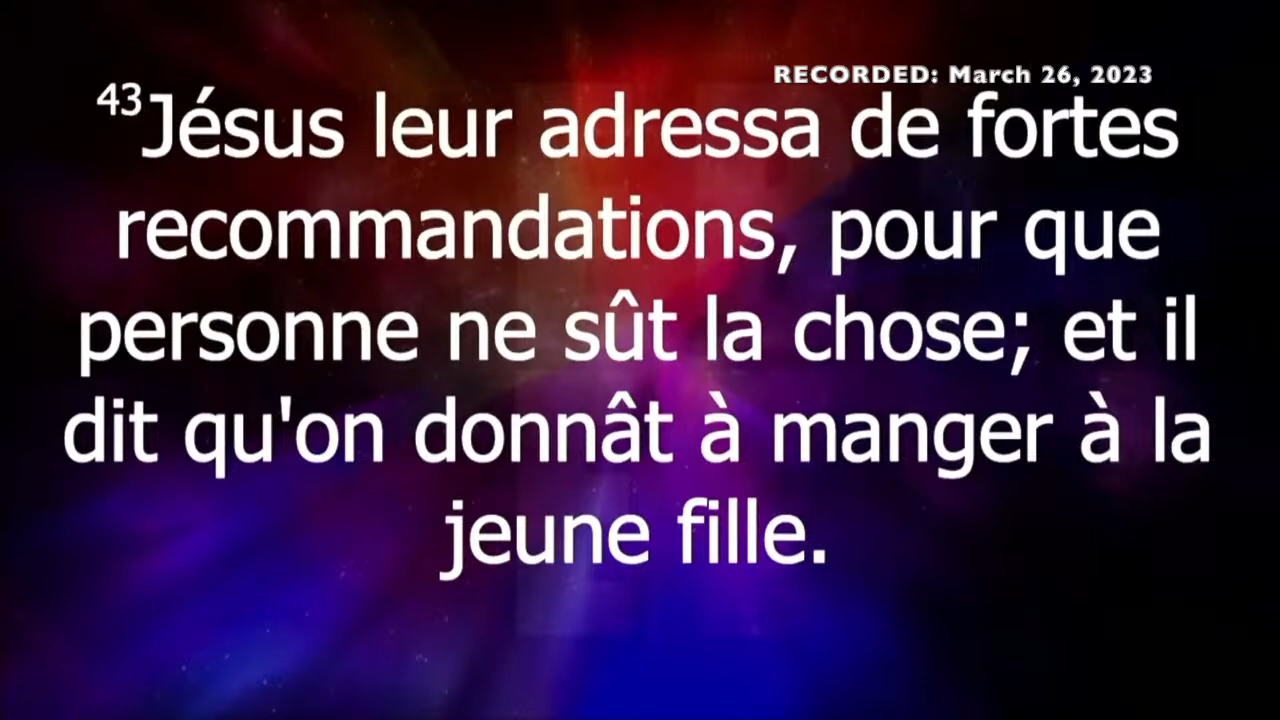 RECORDED: March 26, 2023
43Jésus leur adressa de fortes
recommandations, pour que
personne ne sût la chose; et il
dit qu'on donnât à manger à la
jeune fille.